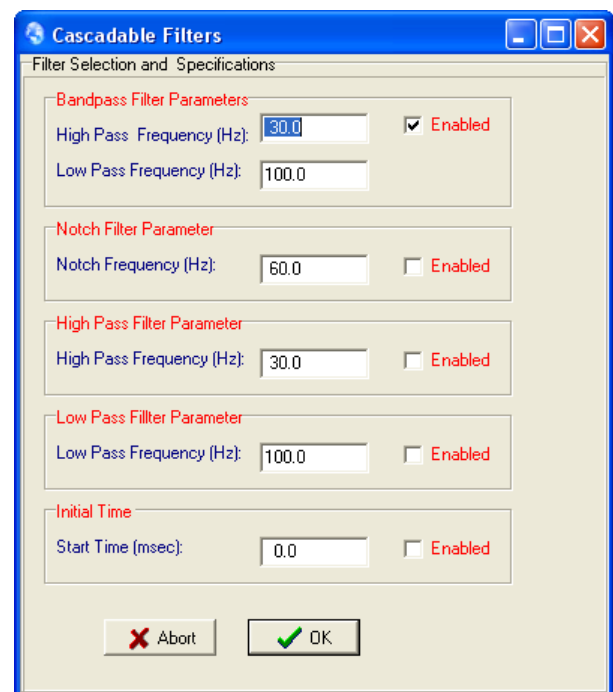 Cascadable Filters
Filter Selection and Specifications
Bandpass Filter Parameters
High Pass Frequency (Hz): 30.0 Enabled
Low Pass Frequency (Hz): 100.0
Notch Filter Parameter
Notch Frequency (Hz): 60.0 Enabled
High Pass Filter Parameter
High Pass Frequency (Hz): 30.0 Enabled
Low Pass Fillter Parameter
Low Pass Frequency (Hz): 100.0 Enabled
Initial Time
Start Time (msec): 0.0 Enabled
Abort OK